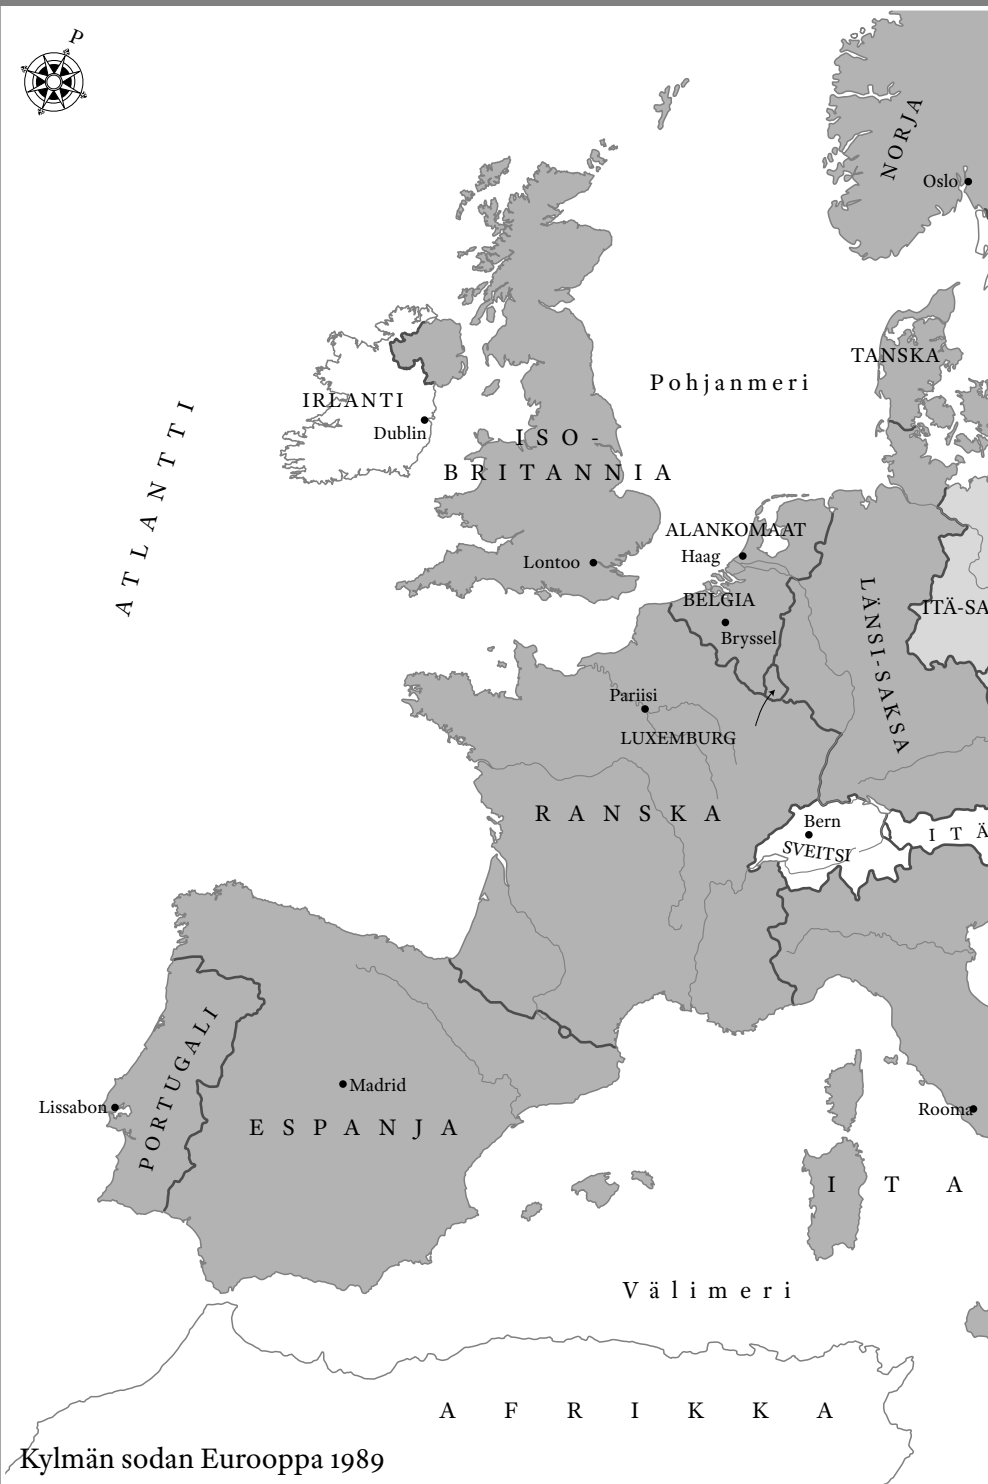 P
NORJA
Oslo
TANSKA
Pohjanmeri
IRLANTI
Dublin
ISO-
BRITANNIA
ATLANTTI
ALANKOMAAT
Haag
Lontoo
BELGIA
Bryssel
LÄNSI-SAKSA
ITÄ-SA
Pariisi
LUXEMBURG
RANSKA
Bern
SVEITSI
ITÄ
PORTUGALI
Madrid
Lissabon
ESPANJA
Rooma
ITA
Välimeri
AFRIKKA
Kylmän sodan Eurooppa 1989